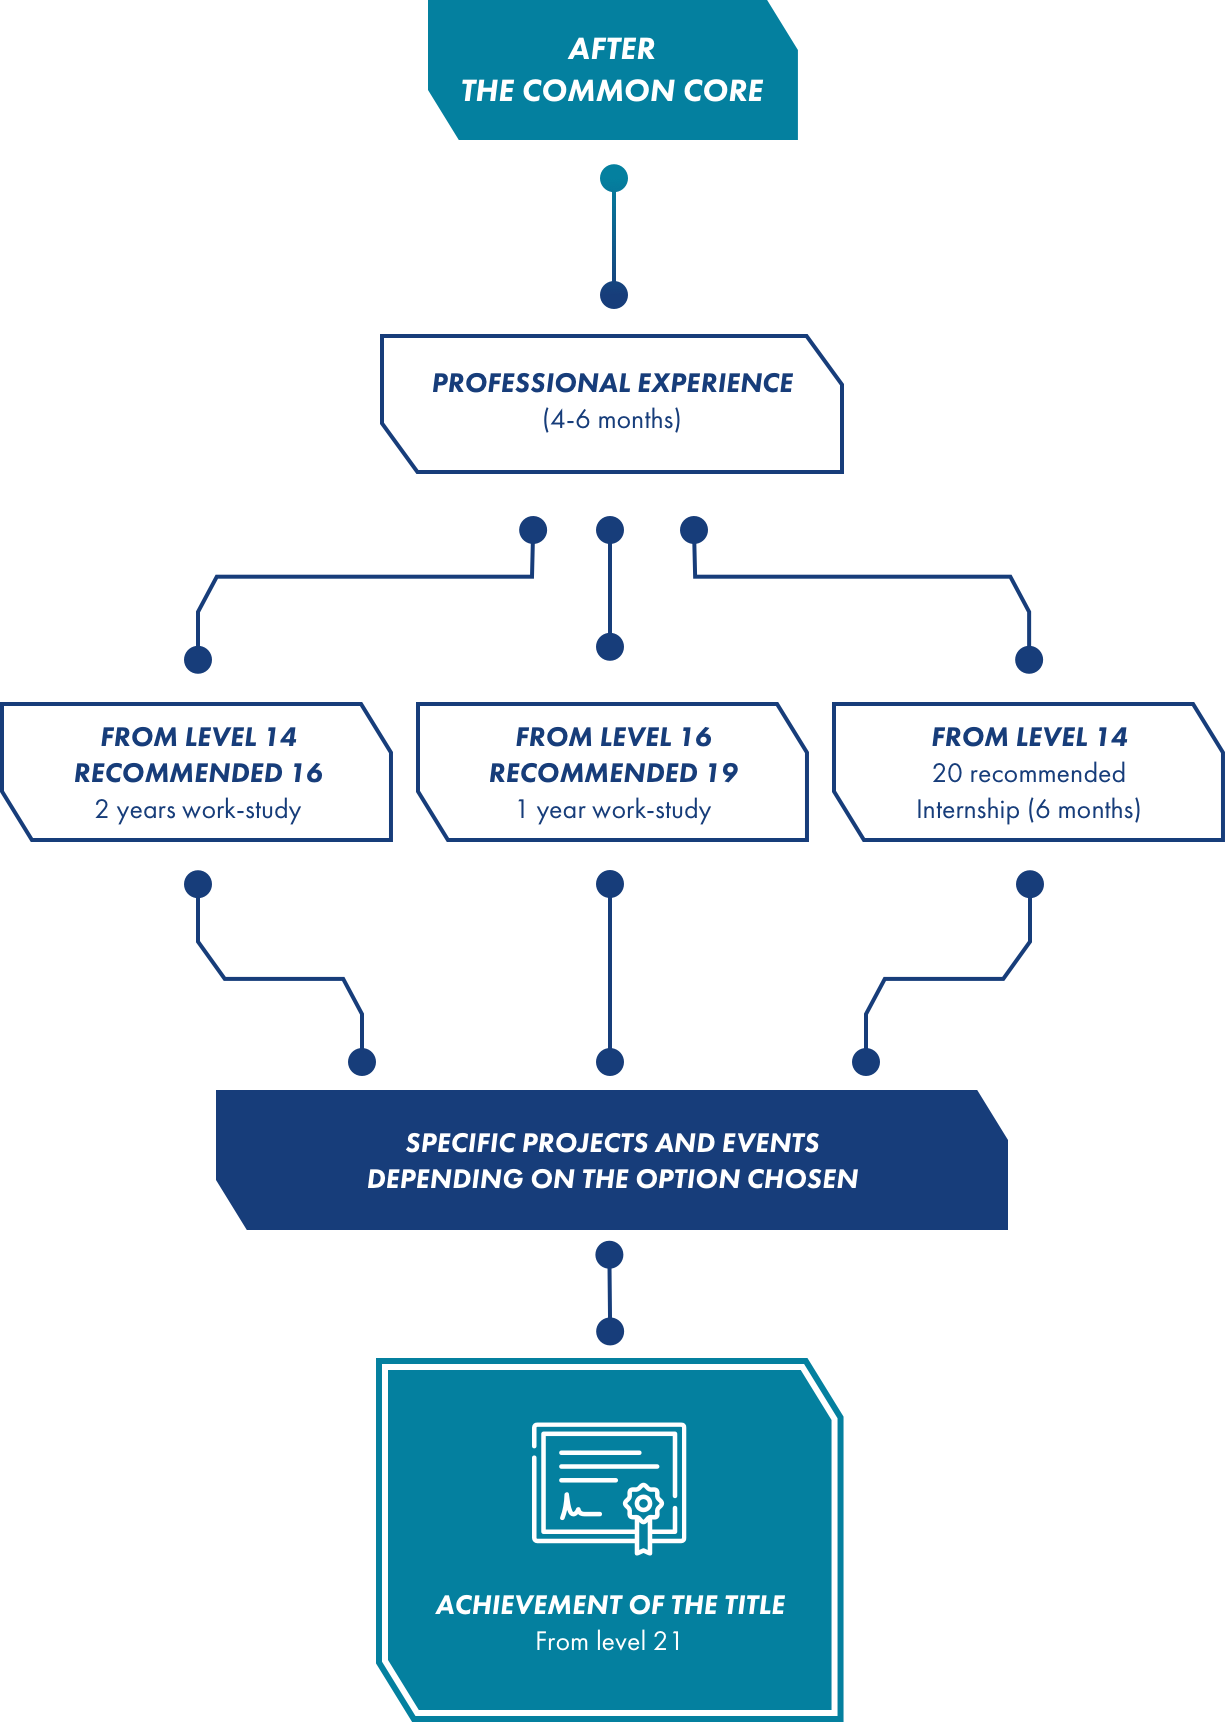 AFTER
THE COMMON CORE
PROFESSIONAL EXPERIENCE
(4-6 months)
FROM LEVEL 14
RECOMMENDED 16
2 years work-study
FROM LEVEL 16
RECOMMENDED 19
1 year work-study
FROM LEVEL 14
20 recommended
Internship (6 months)
SPECIFIC PROJECTS AND EVENTS
DEPENDING ON THE OPTION CHOSEN
ACHIEVEMENT OF THE TITLE
From level 21